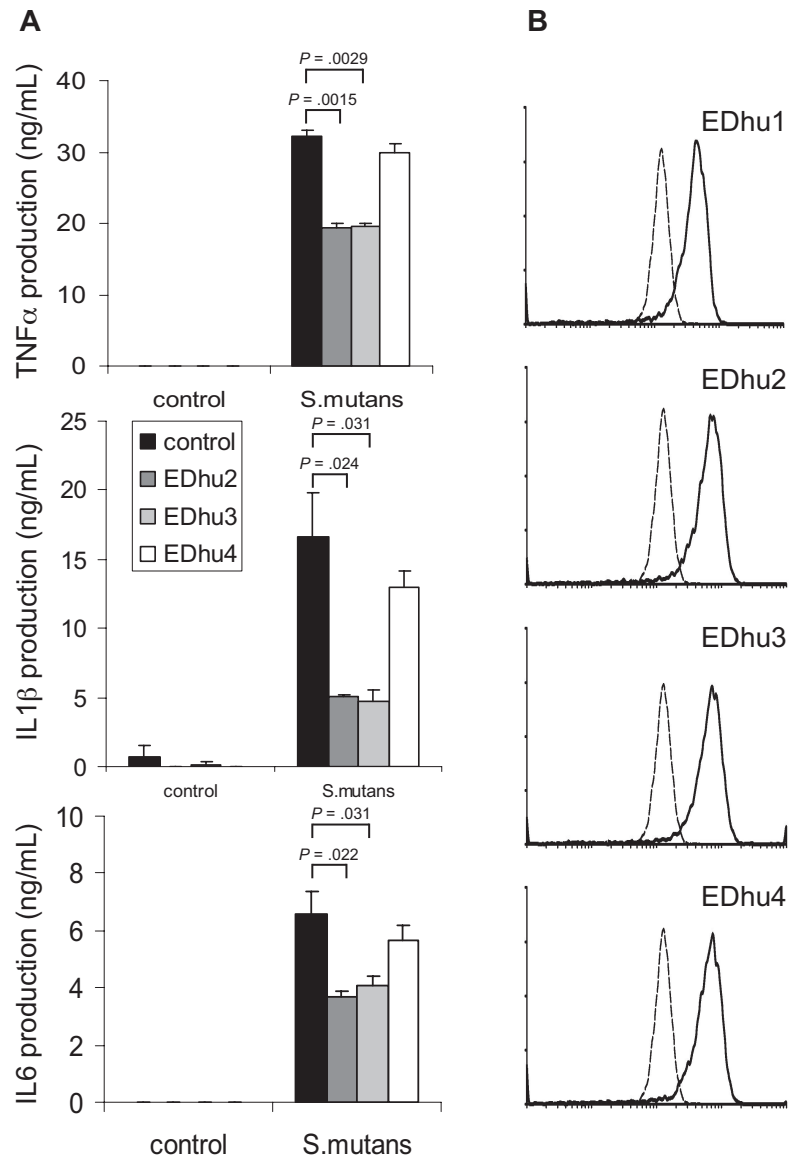 A
TNFα production (ng/mL)
40
30
20
10
0
P = .0029
P = .0015
control S.mutans
IL1β production (ng/mL)
25
20
15
10
5
0
control
EDhu2
EDhu3
EDhu4
P = .031
P = .024
control S.mutans
IL6 production (ng/mL)
10
8
6
4
2
0
P = .031
P = .022
control S.mutans
B
EDhu1
EDhu2
EDhu3
EDhu4